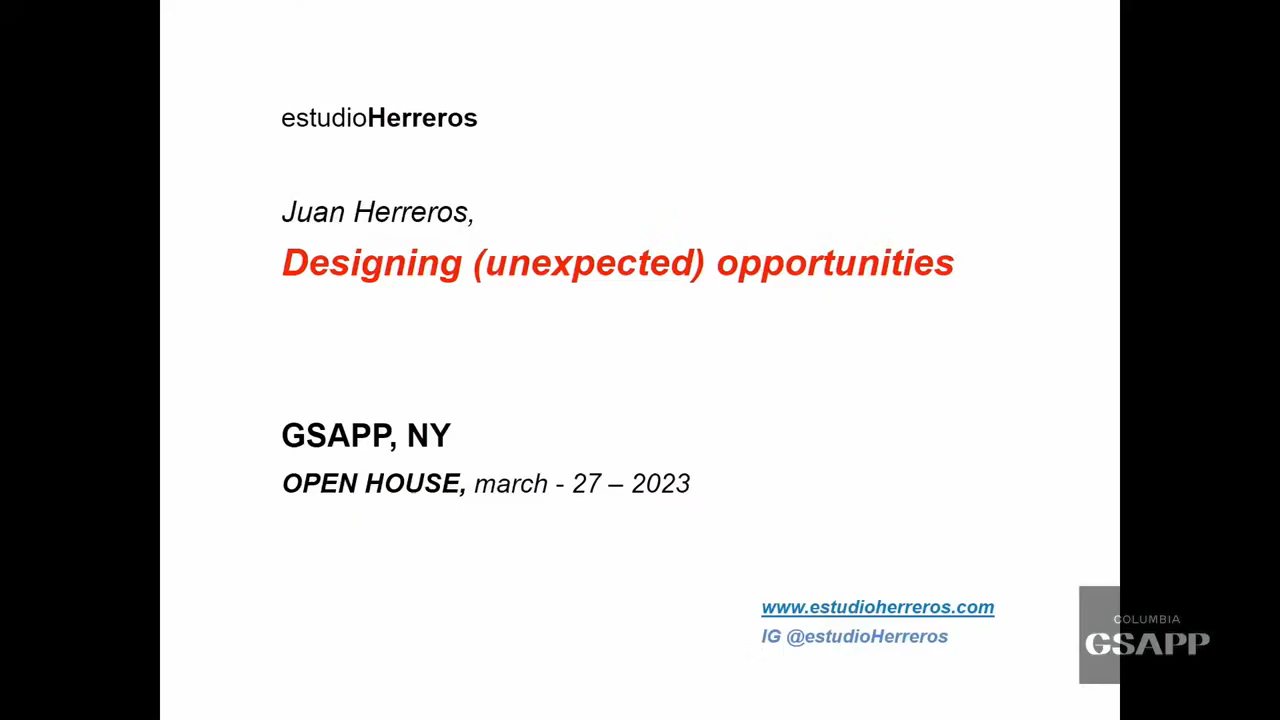 estudioHerreros
Juan Herreros,
Designing (unexpected) opportunities
GSAPP, NY
OPEN HOUSE, march - 27 – 2023
www.estudioherreros.com
IG @estudioHerreros
COLUMBIA
GSAPP